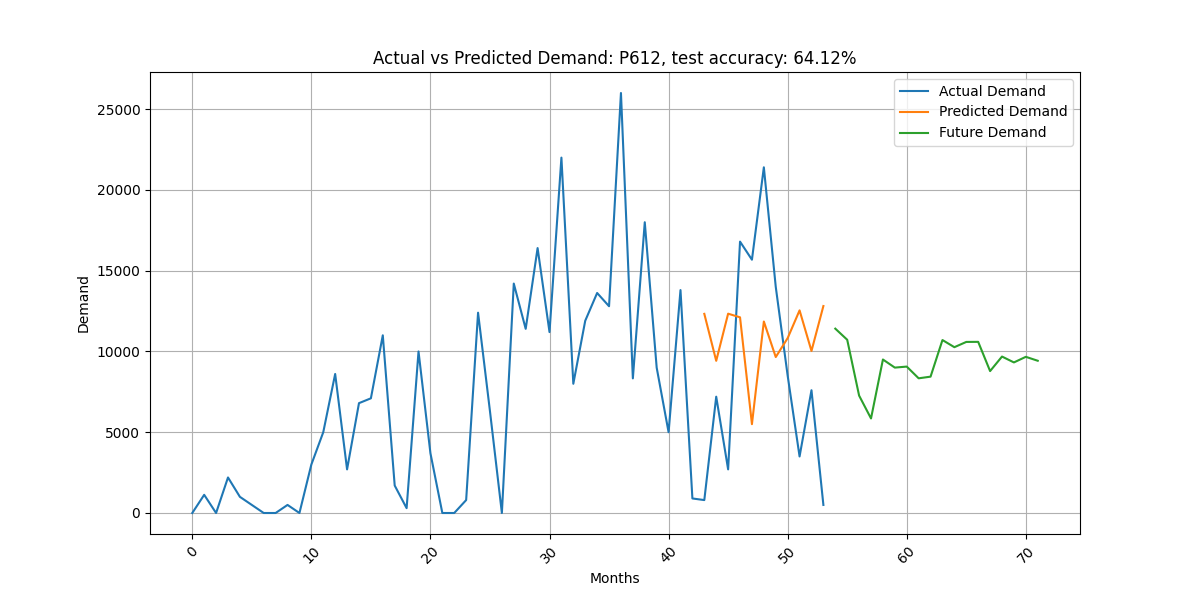 Actual vs Predicted Demand: P612, test accuracy: 64.12%
Actual Demand
Predicted Demand
Future Demand
25000
20000
15000
10000
5000
0
Demand
0
10
20
30
40
50
60
70
Months